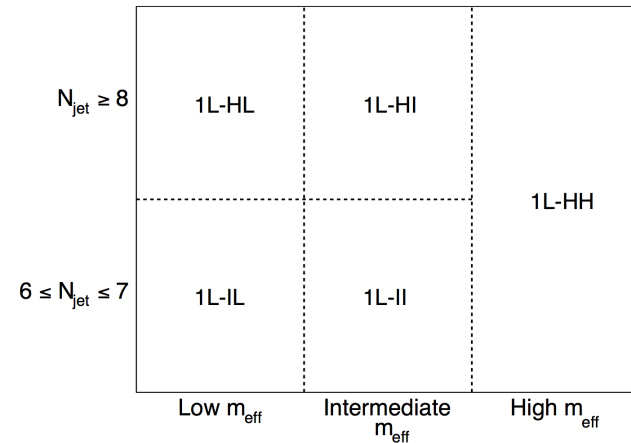 N_jet ≥ 8
1L-HL
1L-HI
1L-HH
6 ≤ N_jet ≤ 7
1L-IL
1L-II
Low m_eff
Intermediate
m_eff
High m_eff